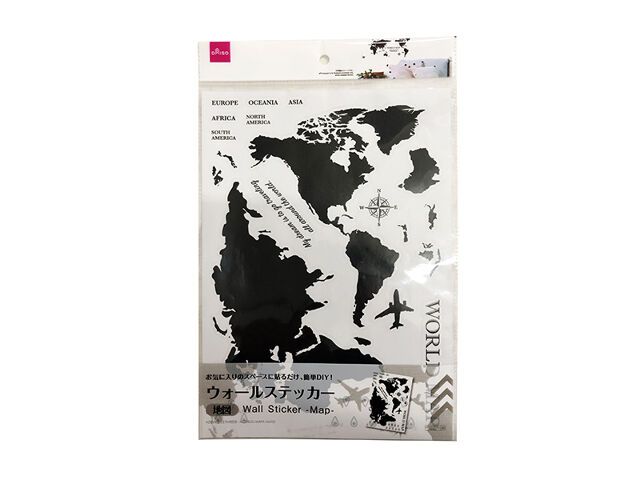 DAISO
EUROPE OCEANIA ASIA
AFRICA NORTH AMERICA
SOUTH AMERICA
My dream is to go traveling
all around the world.
N
W E
S
WORLD
お気に入りのスペースに貼るだけ、簡単DIY!
ウォールステッカー
地図 Wall Sticker -Map-